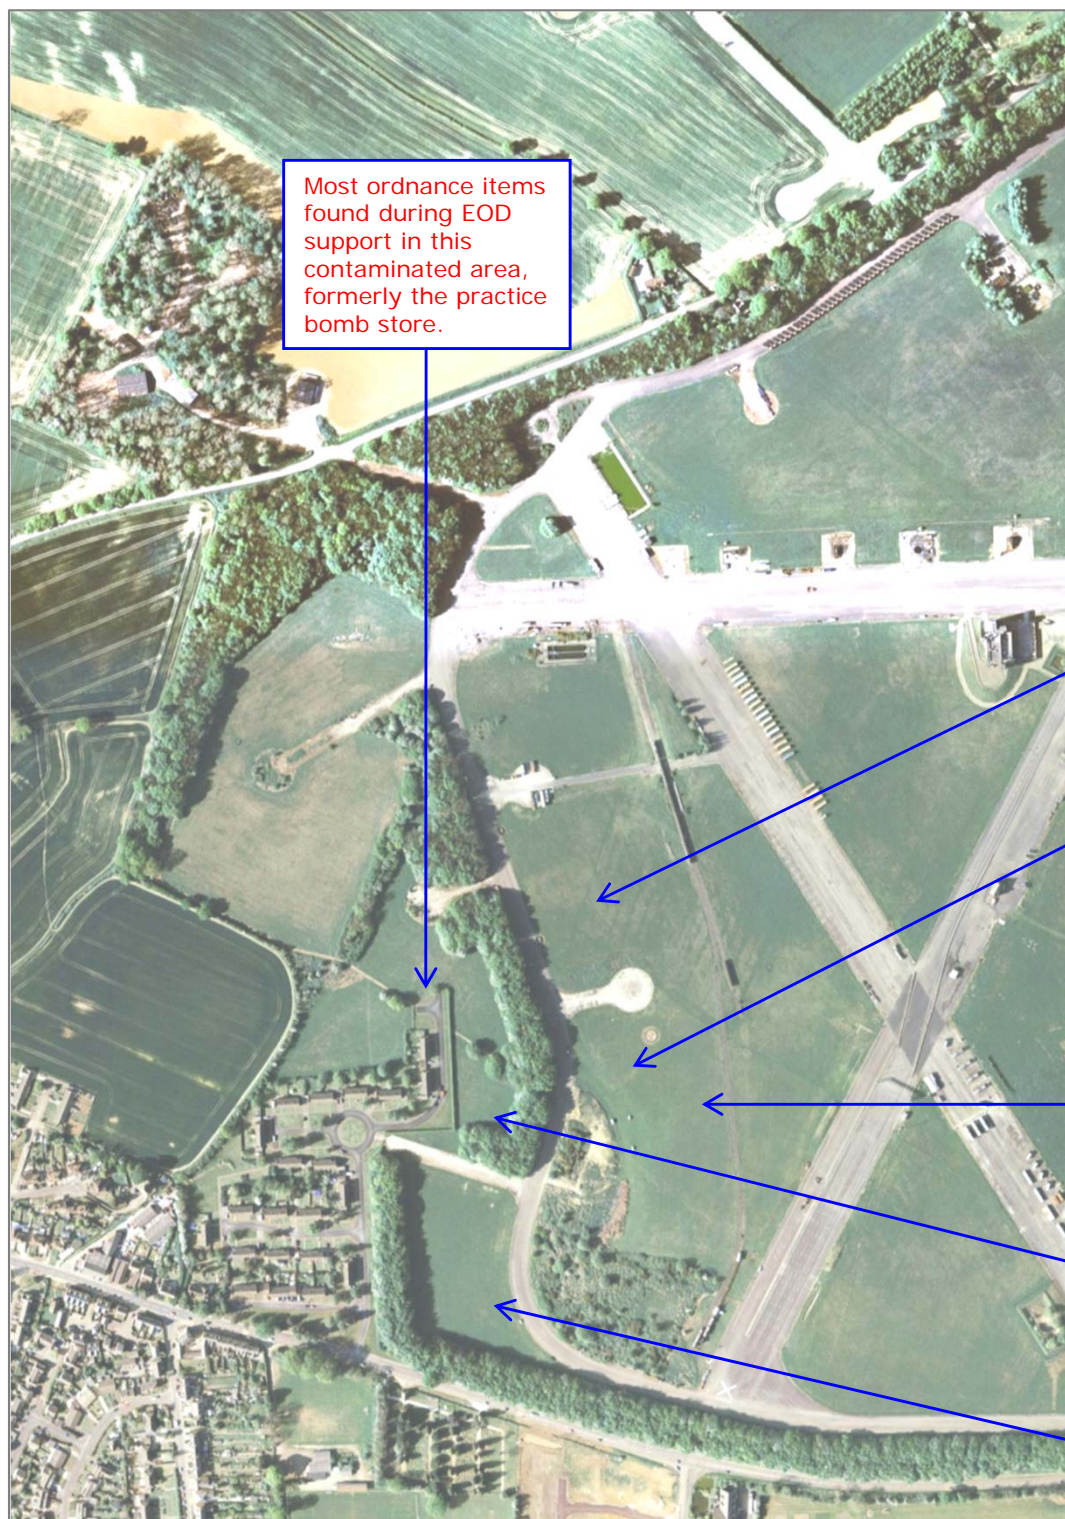 Most ordnance items
found during EOD
support in this
contaminated area,
formerly the practice
bomb store.